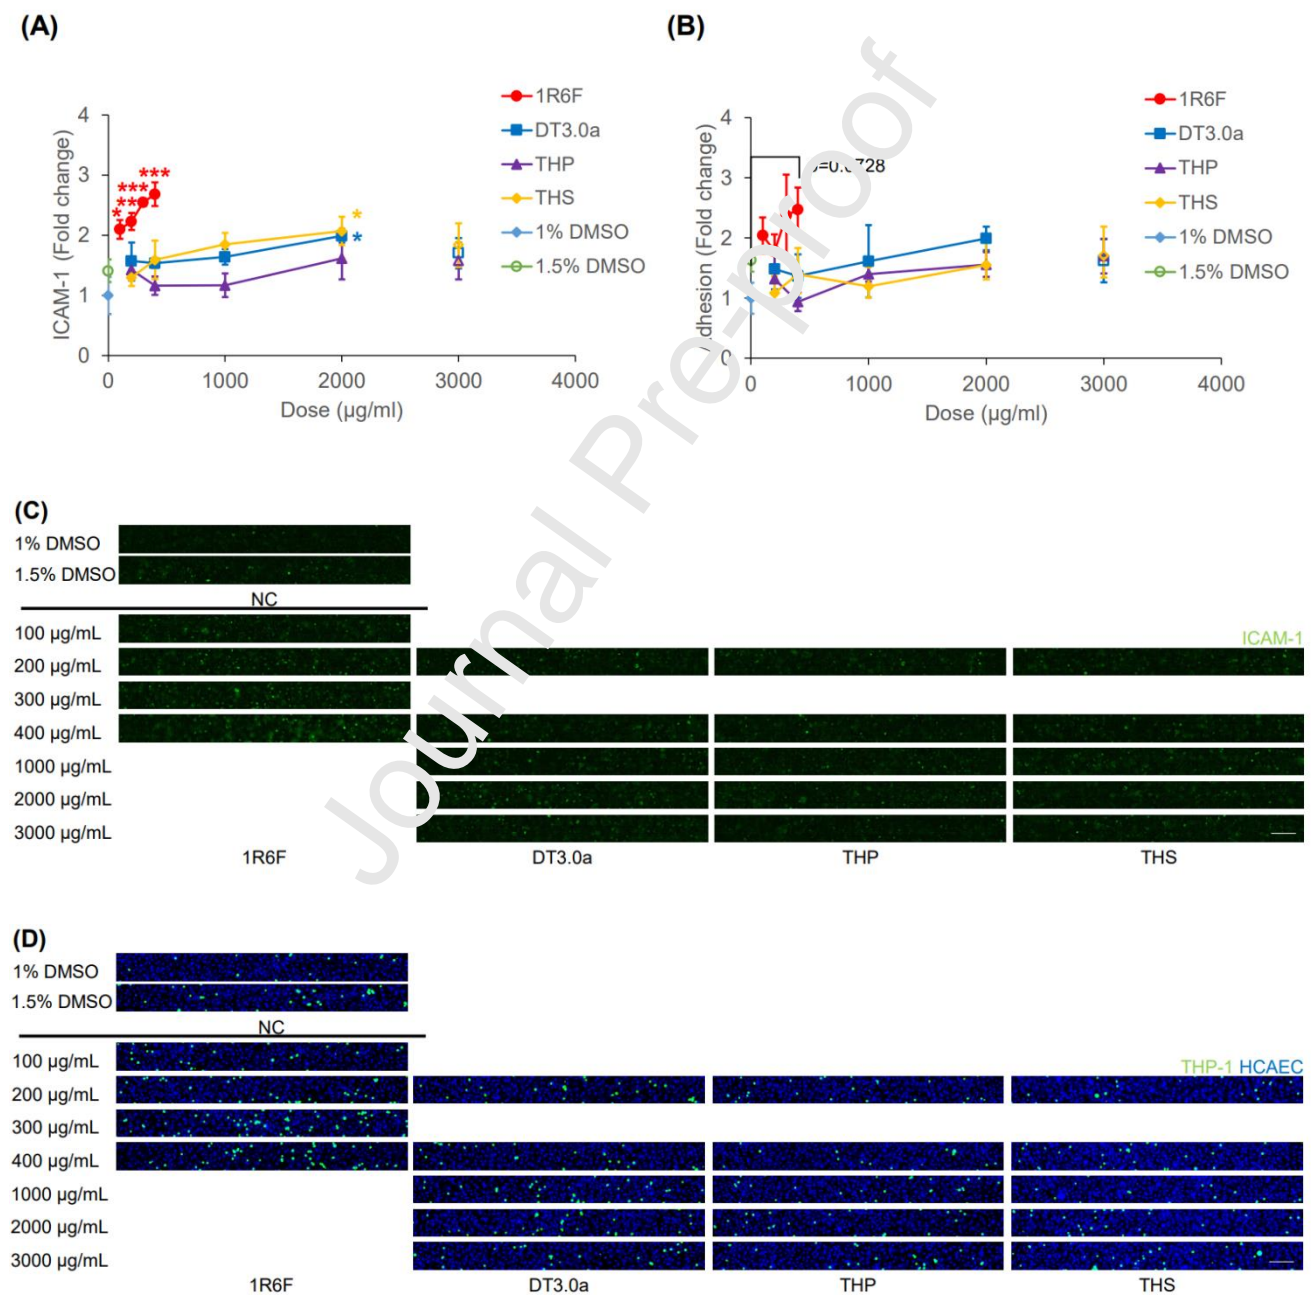 (A)
4
3
2
1
0
ICAM-1 (Fold change)
*
**
***
***
*
*
0 1000 2000 3000 4000
Dose (µg/ml)
1R6F
DT3.0a
THP
THS
1% DMSO
1.5% DMSO
(B)
4
3
2
1
0
(Fold change)
0 1000 2000 3000 4000
Dose (µg/ml)
1R6F
DT3.0a
THP
THS
1% DMSO
1.5% DMSO
Journal Pre-proof
(C)
1% DMSO
1.5% DMSO
NC
100 µg/mL
ICAM-1
200 µg/mL
300 µg/mL
400 µg/mL
1000 µg/mL
2000 µg/mL
3000 µg/mL
1R6F DT3.0a THP THS
(D)
1% DMSO
1.5% DMSO
NC
100 µg/mL
THP-1 HCAEC
200 µg/mL
300 µg/mL
400 µg/mL
1000 µg/mL
2000 µg/mL
3000 µg/mL
1R6F DT3.0a THP THS